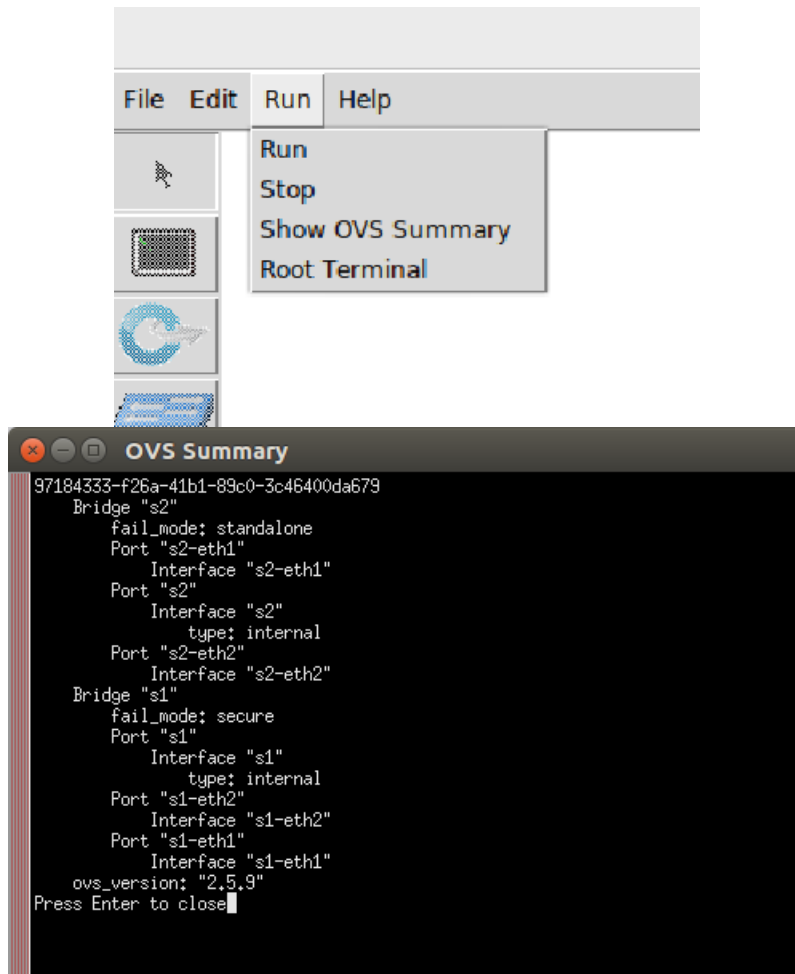 File Edit Run Help
Run
Stop
Show OVS Summary
Root Terminal
OVS Summary
97184333-f26a-41b1-89c0-3c46400da679
Bridge "s2"
fail_mode: standalone
Port "s2-eth1"
Interface "s2-eth1"
Port "s2"
Interface "s2"
type: internal
Port "s2-eth2"
Interface "s2-eth2"
Bridge "s1"
fail_mode: secure
Port "s1"
Interface "s1"
type: internal
Port "s1-eth2"
Interface "s1-eth2"
Port "s1-eth1"
Interface "s1-eth1"
ovs_version: "2.5.9"
Press Enter to close